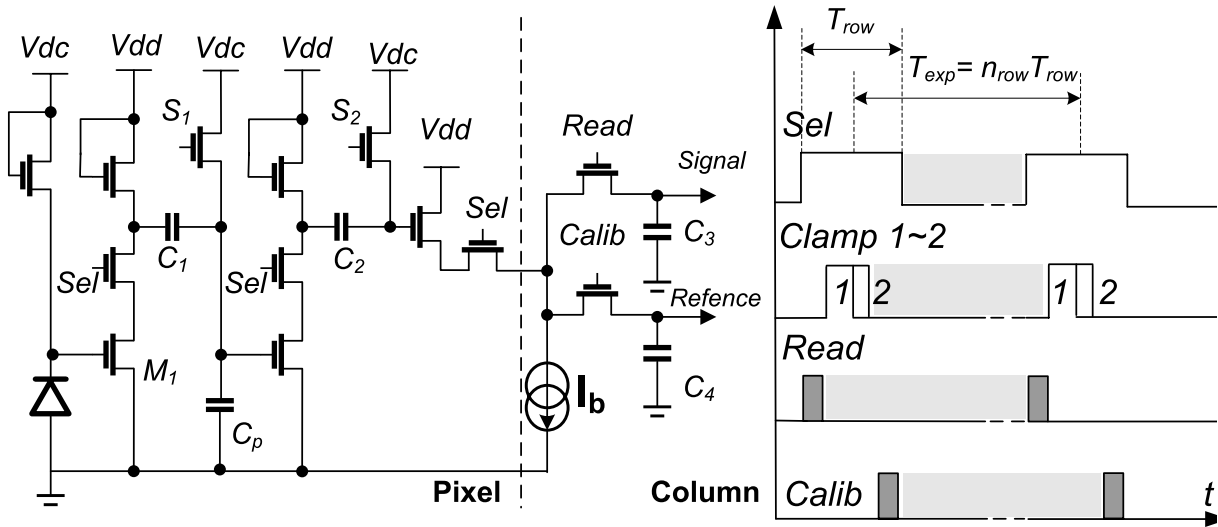 Vdc
Vdd
Vdc
Vdd
Vdc
S1
S2
Vdd
Sel
Sel
C1
Sel
C2
M1
Cp
Pixel
Read
Signal
Calib
C3
Refence
C4
Ib
Column
Trow
Texp= nrowTrow
Sel
Clamp 1~2
1
2
1
2
Read
Calib
t